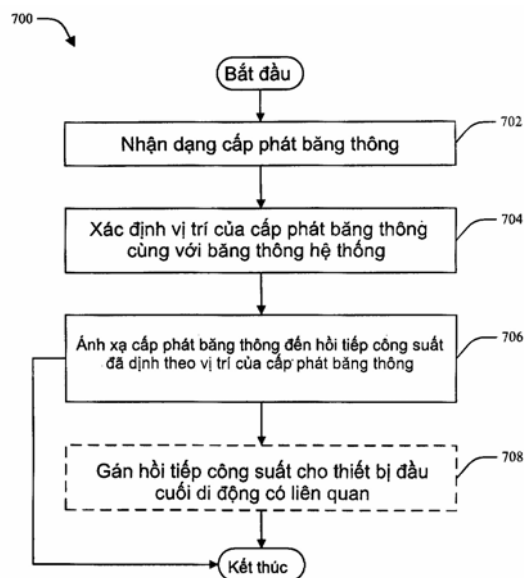 700
Bắt đầu
702
Nhận dạng cấp phát băng thông
704
Xác định vị trí của cấp phát băng thông
cùng với băng thông hệ thống
706
Ánh xạ cấp phát băng thông đến hồi tiếp công suất
đã dịnh theo vị trí của cấp phát băng thông
708
Gán hồi tiếp công suất cho thiết bị đầu
cuối di động có liên quan
Kết thúc